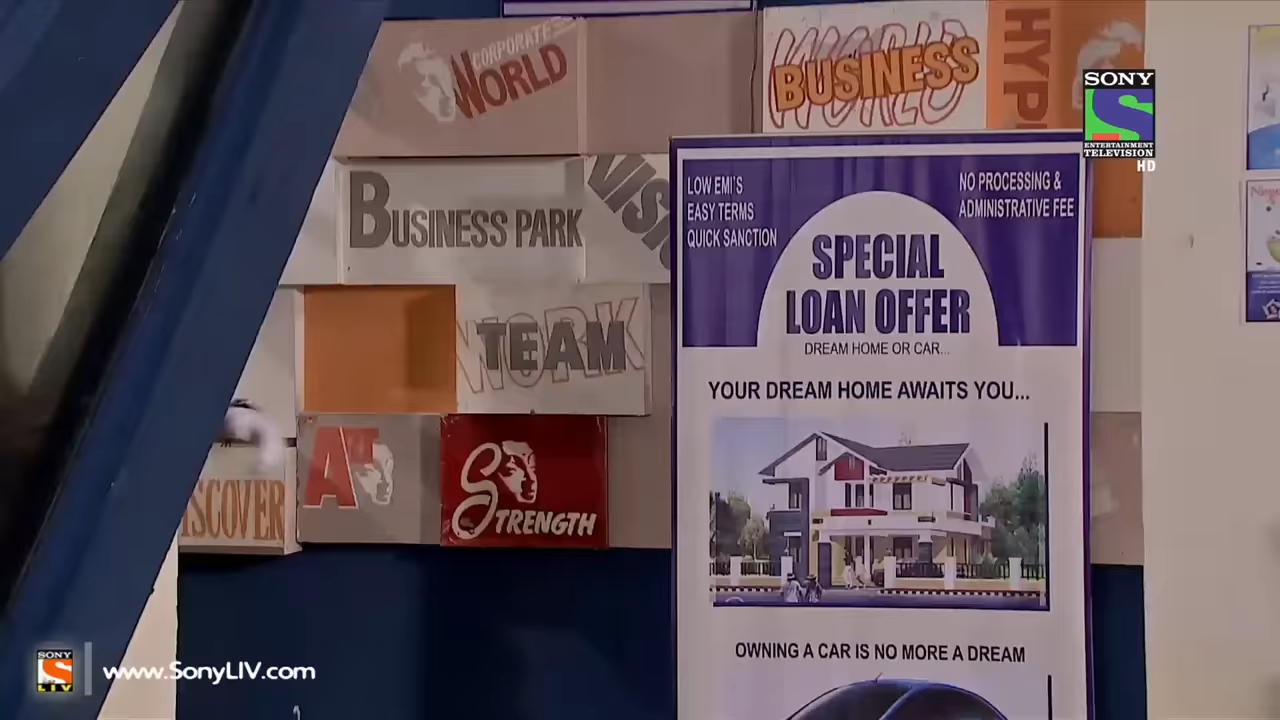 CORPORATE
WORLD
WORLD
BUSINESS
HYP
SONY
ENTERTAINMENT
TELEVISION
HD
BUSINESS PARK
VISI
LOW EMI'S
EASY TERMS
QUICK SANCTION
NO PROCESSING &
ADMINISTRATIVE FEE
SPECIAL
LOAN OFFER
DREAM HOME OR CAR...
WORK
TEAM
YOUR DREAM HOME AWAITS YOU...
ART
STRENGTH
ISCOVER
OWNING A CAR IS NO MORE A DREAM
SONY
LIV
www.SonyLIV.com